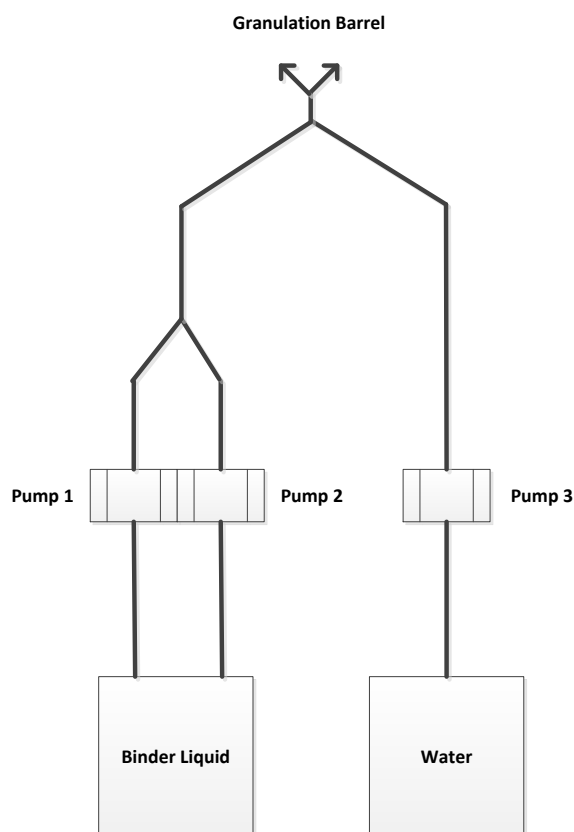 Granulation Barrel
Pump 1
Pump 2
Pump 3
Binder Liquid
Water